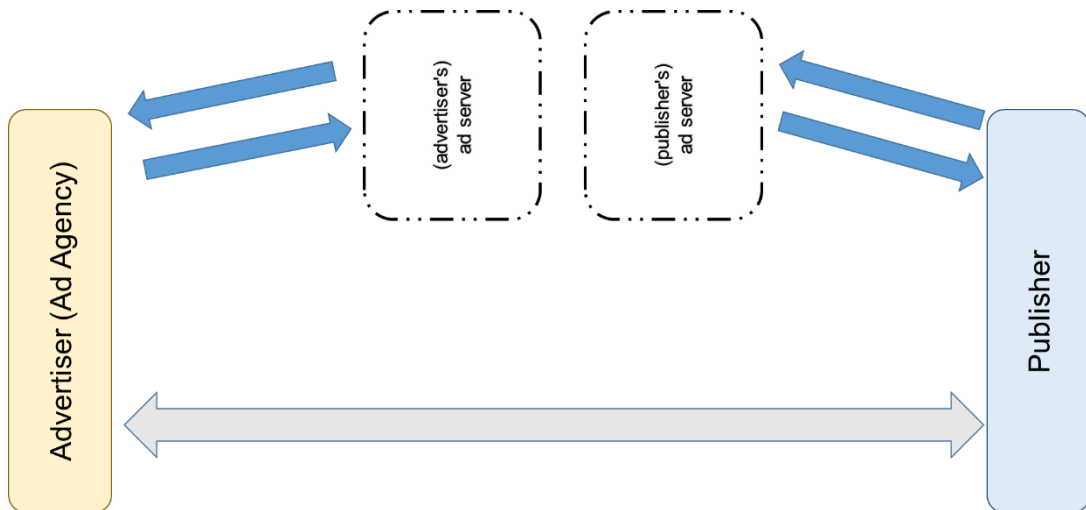 Advertiser (Ad Agency)
(advertiser's)
ad server
(publisher's)
ad server
Publisher